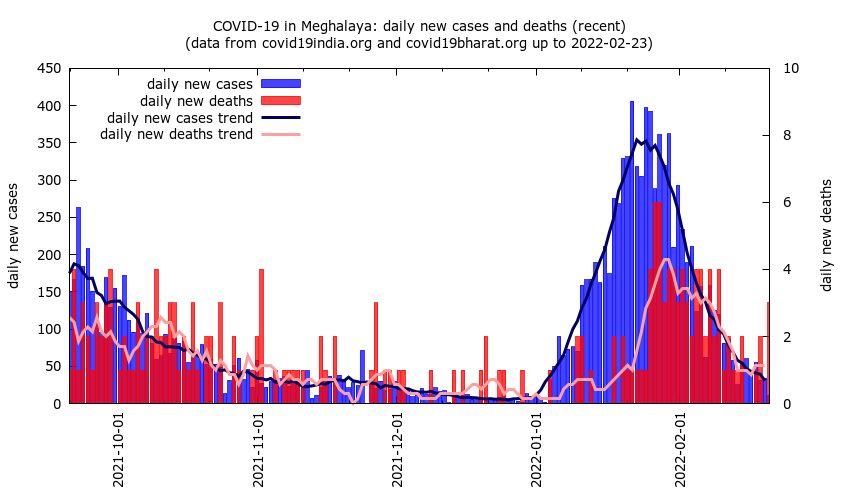 COVID-19 in Meghalaya: daily new cases and deaths (recent)
(data from covid19india.org and covid19bharat.org up to 2022-02-23)
daily new cases
daily new deaths
daily new cases trend
daily new deaths trend
450
400
350
300
250
200
150
100
50
0
10
8
6
4
2
0
daily new cases
daily new deaths
2021-10-01
2021-11-01
2021-12-01
2022-01-01
2022-02-01